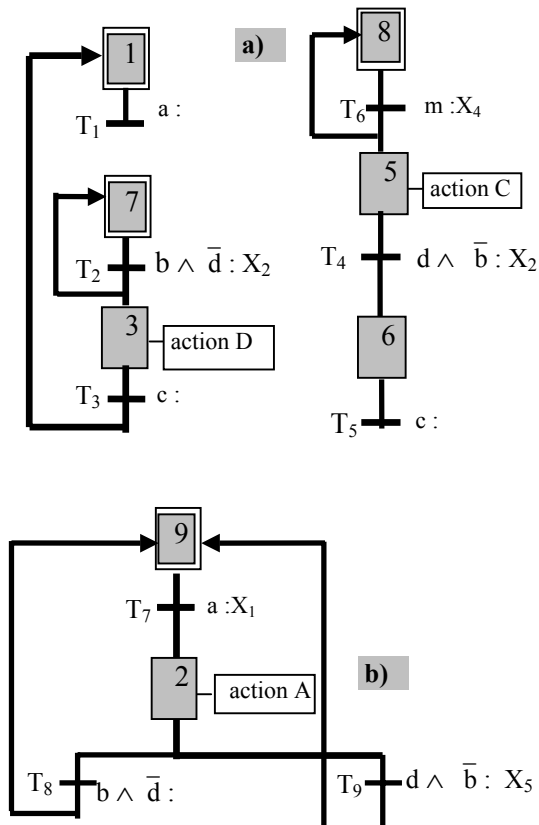 1
a)
8
T1
a :
T6
m :X4
7
5
action C
T2
b ∧ d̅ : X2
T4
d ∧ b̅ : X2
3
action D
6
T3
c :
T5
c :
9
T7
a :X1
2
action A
b)
T8
b ∧ d̅ :
T9
d ∧ b̅ : X5